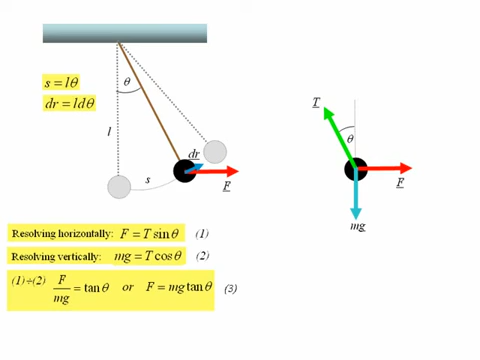 s = lθ
dr = ldθ
θ
l
dr
s
F
T
θ
F
mg
Resolving horizontally: F = T sin θ (1)
Resolving vertically: mg = T cos θ (2)
(1)÷(2) F/mg = tan θ or F = mg tan θ (3)